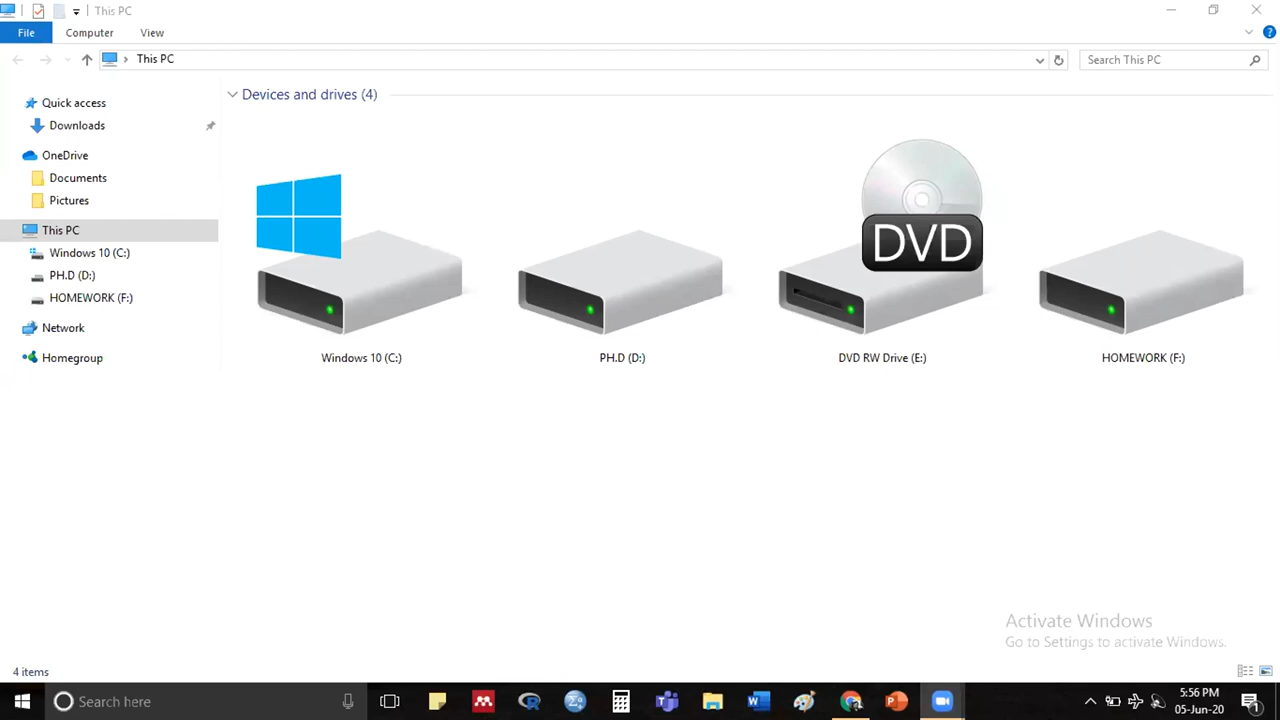 This PC
File
Computer
View
This PC
Search This PC
Quick access
Downloads
OneDrive
Documents
Pictures
This PC
Windows 10 (C:)
PH.D (D:)
HOMEWORK (F:)
Network
Homegroup
Devices and drives (4)
DVD
Windows 10 (C:)
PH.D (D:)
DVD RW Drive (E:)
HOMEWORK (F:)
Activate Windows
Go to Settings to activate Windows.
4 items
Search here
5:56 PM
05-Jun-20